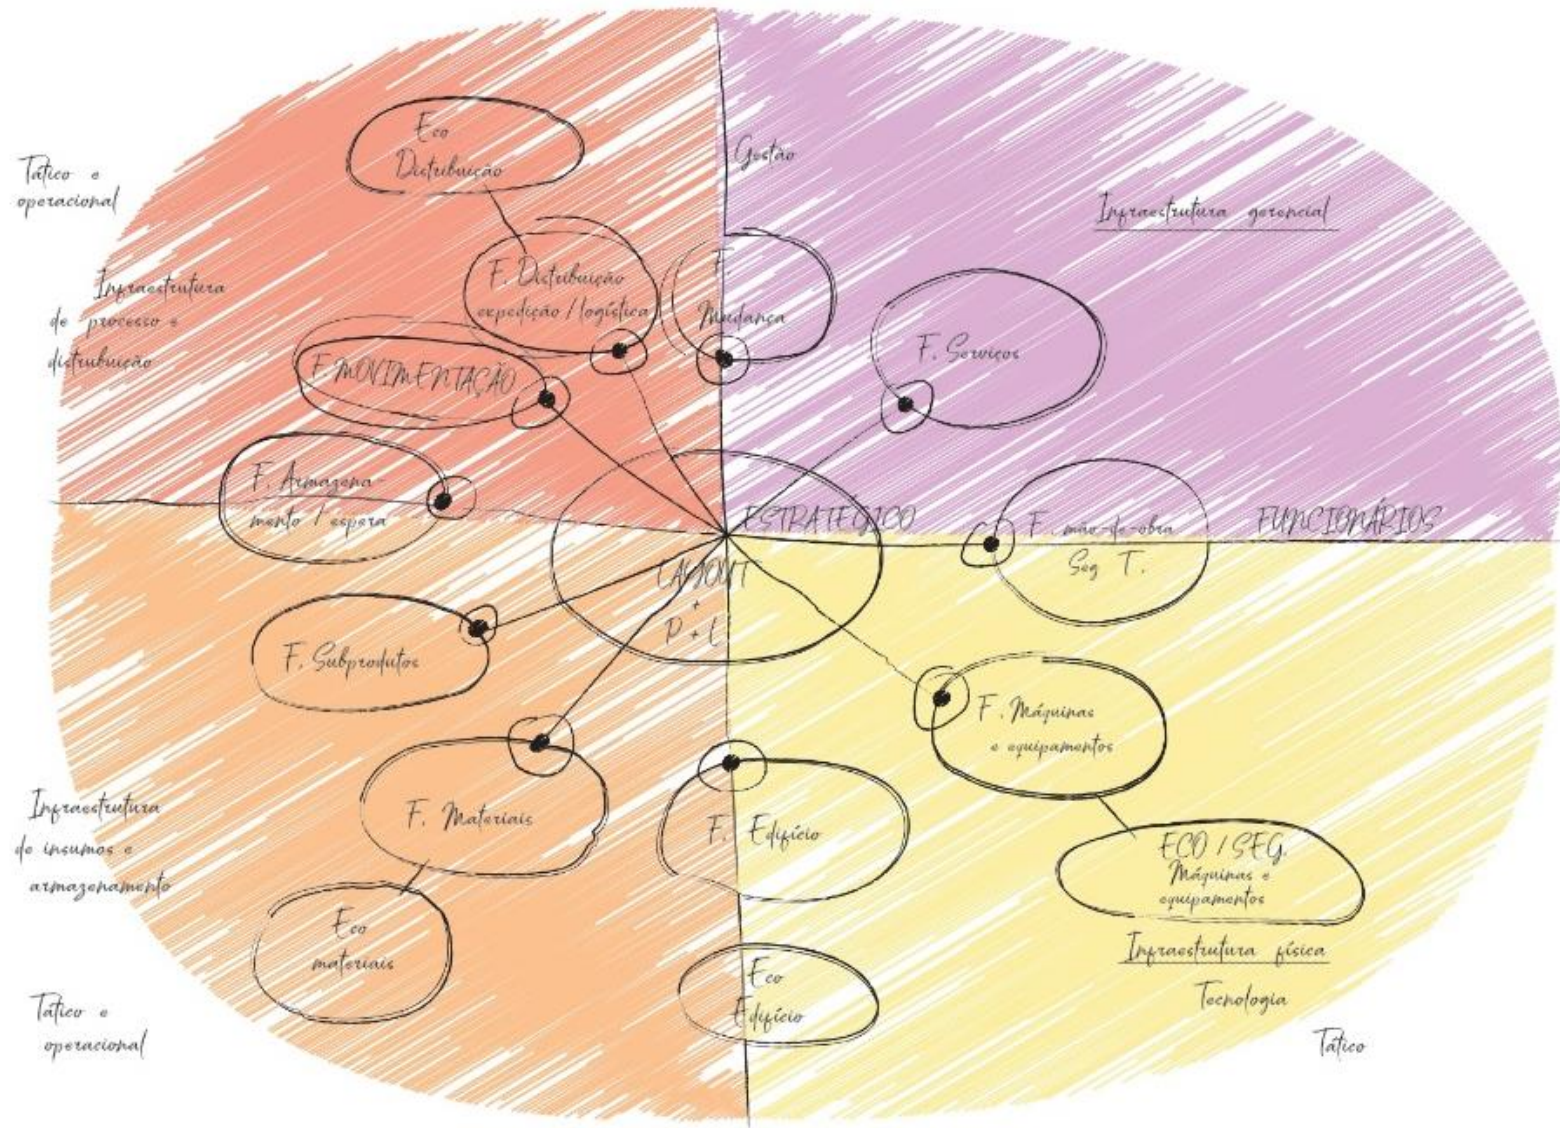 Eco
Distribuição
Tático e
operacional
Gestão
Infraestrutura gerencial
F. Distribuição
expedição / logística
F.
Mudança
Infraestrutura
de processo e
distribuição
F. MOVIMENTAÇÃO
F. Serviços
F. Armazena-
mento / espera
ESTRATÉGICO
F. mão-de-obra
Seg T.
FUNCIONÁRIOS
LAYOUT
+
P + L
F. Subprodutos
F. Máquinas
e equipamentos
F. Materiais
F. Edifício
Infraestrutura
de insumos e
armazenamento
ECO / SEG.
Máquinas e
equipamentos
Eco
materiais
Infraestrutura física
Eco
Edifício
Tecnologia
Tático e
operacional
Tático